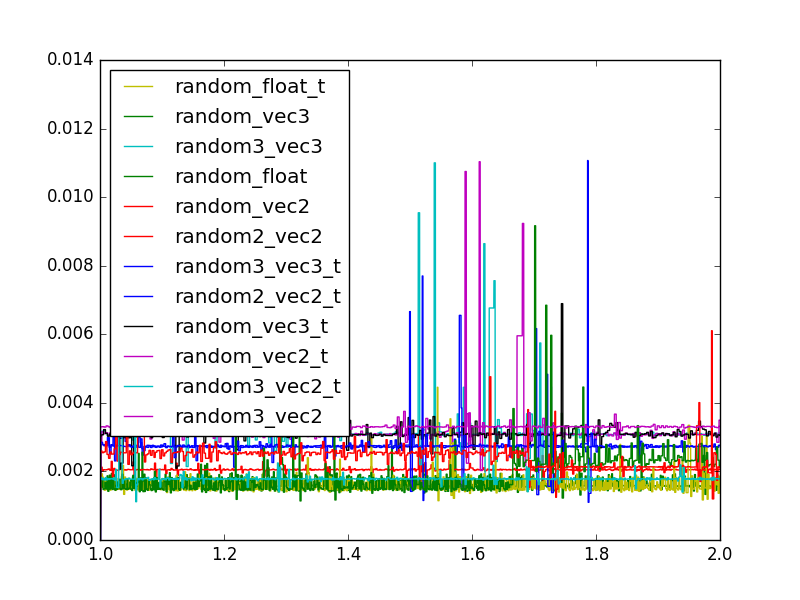 0.014
0.012
0.010
0.008
0.006
0.004
0.002
0.000
1.0
1.2
1.4
1.6
1.8
2.0
random_float_t
random_vec3
random3_vec3
random_float
random_vec2
random2_vec2
random3_vec3_t
random2_vec2_t
random_vec3_t
random_vec2_t
random3_vec2_t
random3_vec2